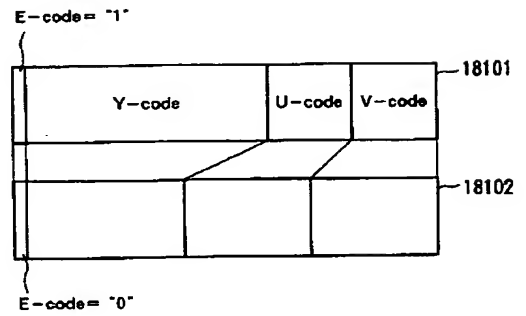 E-code= "1"
18101
Y-code
U-code
V-code
18102
E-code= "0"